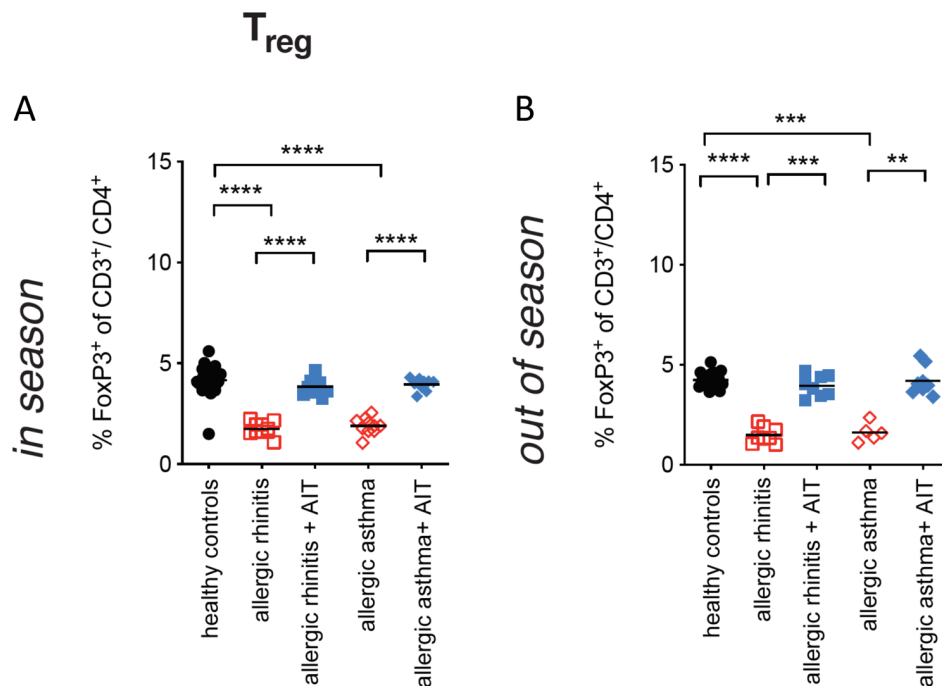 Treg
A
B
in season
% FoxP3⁺ of CD3⁺/ CD4⁺
15
10
5
0
****
****
****
****
healthy controls
allergic rhinitis
allergic rhinitis + AIT
allergic asthma
allergic asthma+ AIT
out of season
% FoxP3⁺ of CD3⁺/CD4⁺
15
10
5
0
***
****
***
**
healthy controls
allergic rhinitis
allergic rhinitis + AIT
allergic asthma
allergic asthma+ AIT